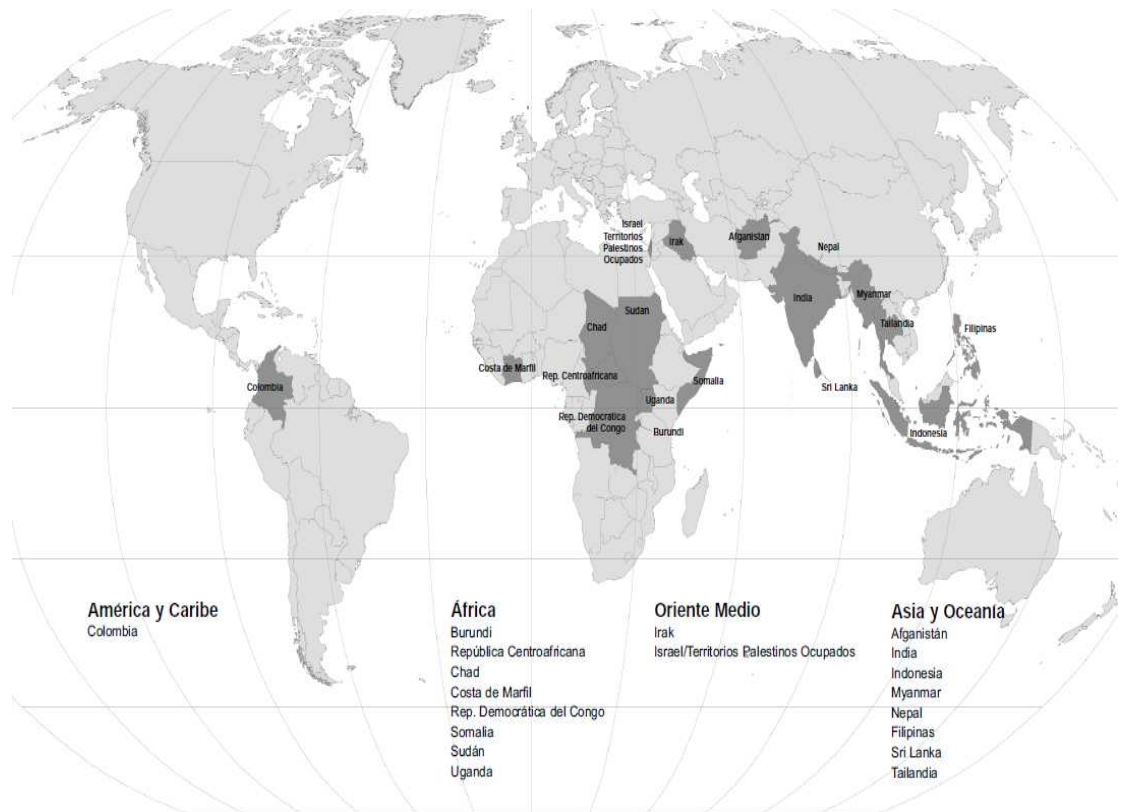 Israel
Territorios
Palestinos
Ocupados
Irak
Afganistan
Nepal
India
Myanmar
Tailandia
Filipinas
Sri Lanka
Indonesia
Sudan
Chad
Costa de Marfil
Rep. Centroafricana
Somalia
Uganda
Rep. Democratica
del Congo
Burundi
Colombia
América y Caribe
Colombia
África
Burundi
República Centroafricana
Chad
Costa de Marfil
Rep. Democrática del Congo
Somalia
Sudán
Uganda
Oriente Medio
Irak
Israel/Territorios Palestinos Ocupados
Asia y Oceanía
Afganistán
India
Indonesia
Myanmar
Nepal
Filipinas
Sri Lanka
Tailandia